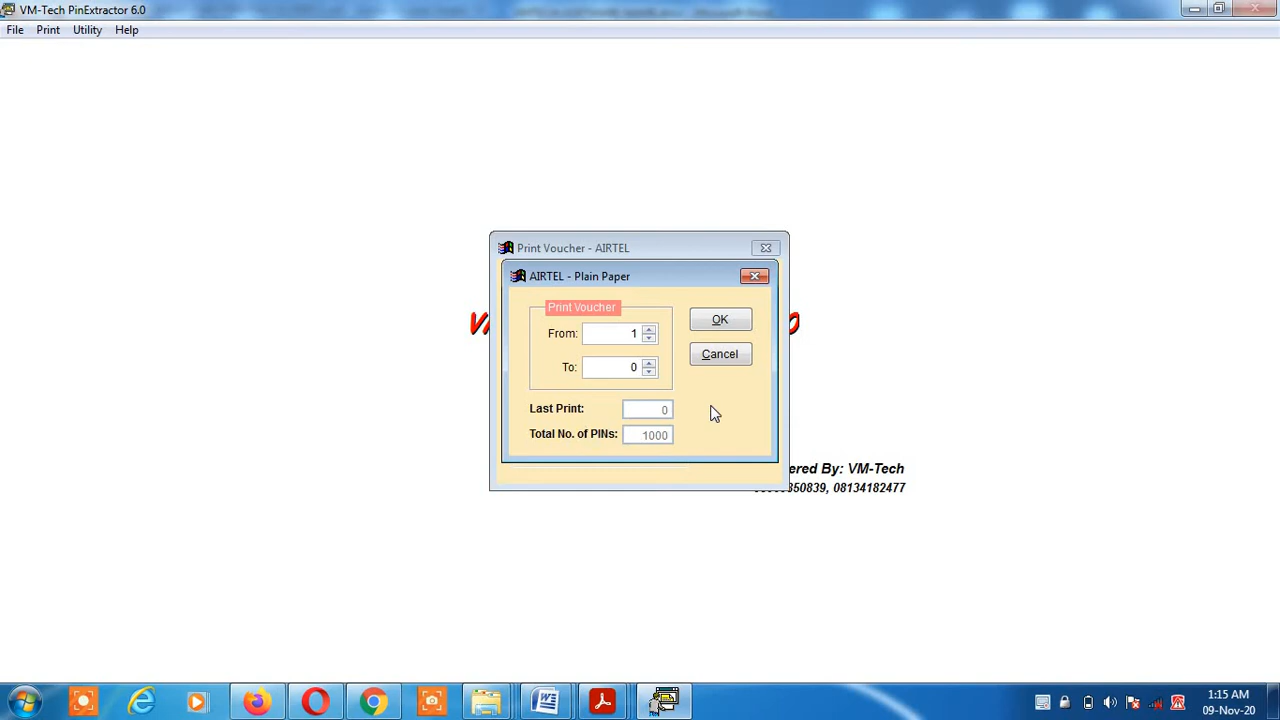 VM-Tech PinExtractor 6.0
File Print Utility Help
Print Voucher - AIRTEL
AIRTEL - Plain Paper
Print Voucher
From: 1
To: 0
OK
Cancel
Last Print: 0
Total No. of PINs: 1000
ered By: VM-Tech
350839, 08134182477
1:15 AM
09-Nov-20